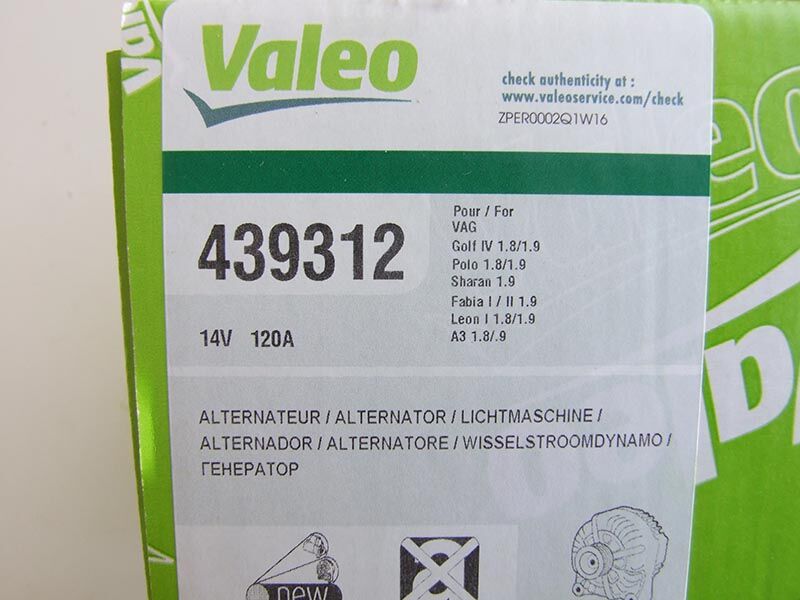 Valeo
check authenticity at :
www.valeoservice.com/check
ZPER0002Q1W16
439312
14V 120A
Pour / For
VAG
Golf IV 1.8/1.9
Polo 1.8/1.9
Sharan 1.9
Fabia I / II 1.9
Leon I 1.8/1.9
A3 1.8/.9
ALTERNATEUR / ALTERNATOR / LICHTMASCHINE /
ALTERNADOR / ALTERNATORE / WISSELSTROOMDYNAMO /
ГЕНЕРАТОР
new